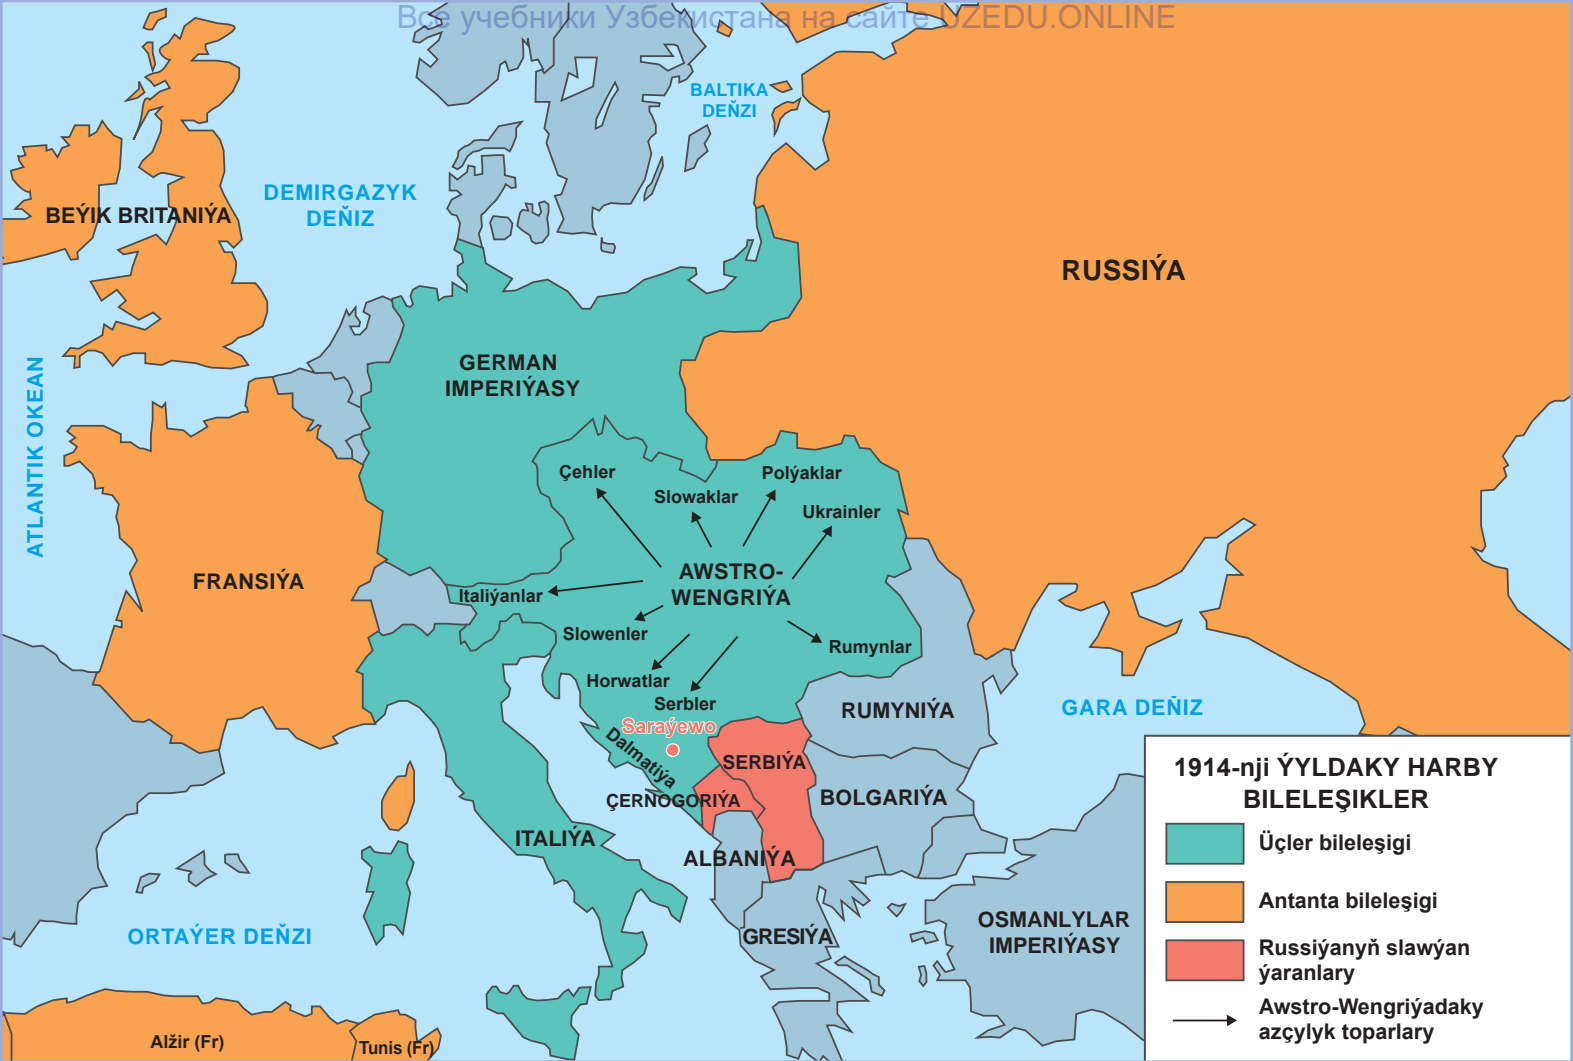 Все учебники Узбекистана на сайте UZEDU.ONLINE
BALTIKA
DEŇZI
DEMIRGAZYK
DEŇIZ
BEÝIK BRITANIÝA
RUSSIÝA
GERMAN
IMPERIÝASY
ATLANTIK OKEAN
Çehler
Slowaklar
Polýaklar
Ukrainler
FRANSIÝA
AWSTRO-
WENGRIÝA
Italiýanlar
Slowenler
Rumynlar
Horwatlar
Serbler
Saraýewo
Dalmatiýa
RUMYNIÝA
GARA DEŇIZ
SERBIÝA
ÇERNOGORIÝA
BOLGARIÝA
ITALIÝA
ALBANIÝA
ORTAÝER DEŇZI
GRESIÝA
OSMANLYLAR
IMPERIÝASY
Alžir (Fr)
Tunis (Fr)
1914-nji ÝYLDAKY HARBY
BILELEŞIKLER
Üçler bileleşigi
Antanta bileleşigi
Russiýanyň slawýan
ýaranlary
Awstro-Wengriýadaky
azçylyk toparlary